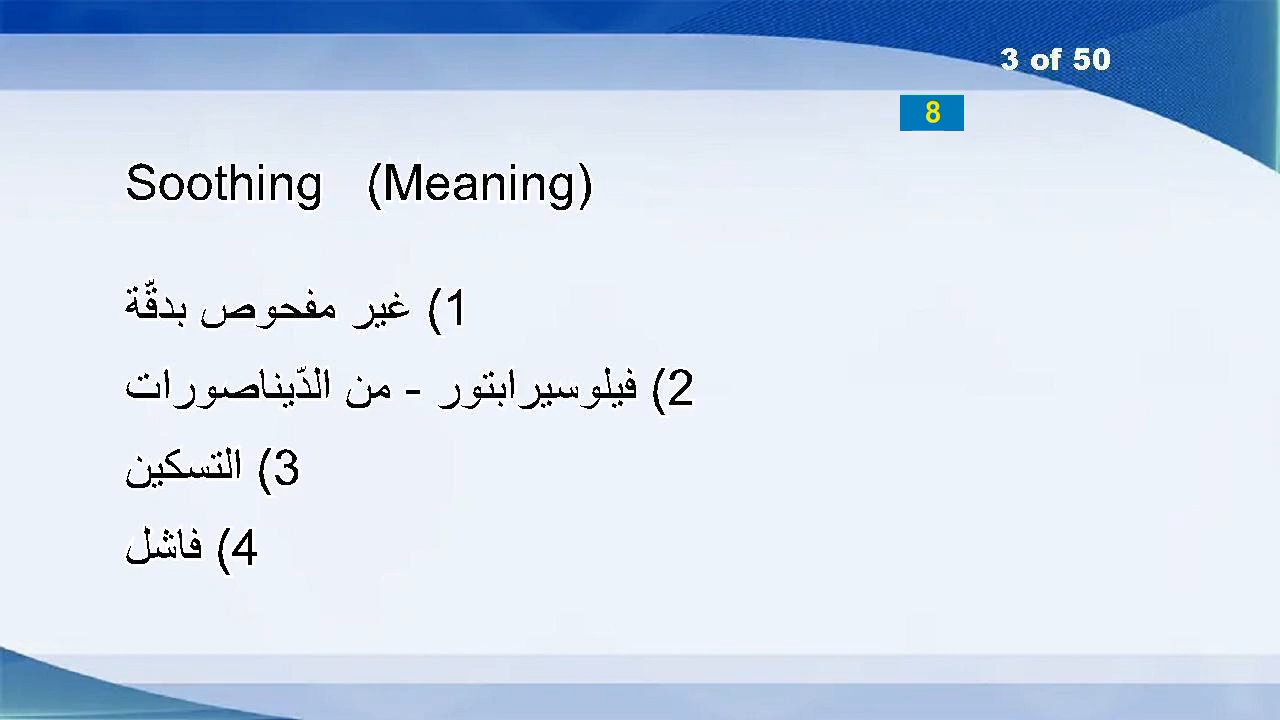 3 of 50
8
Soothing (Meaning)
1) غير مفحوص بدقّة
2) فيلوسيرابتور - من الدّيناصورات
3) التسكين
4) فاشل